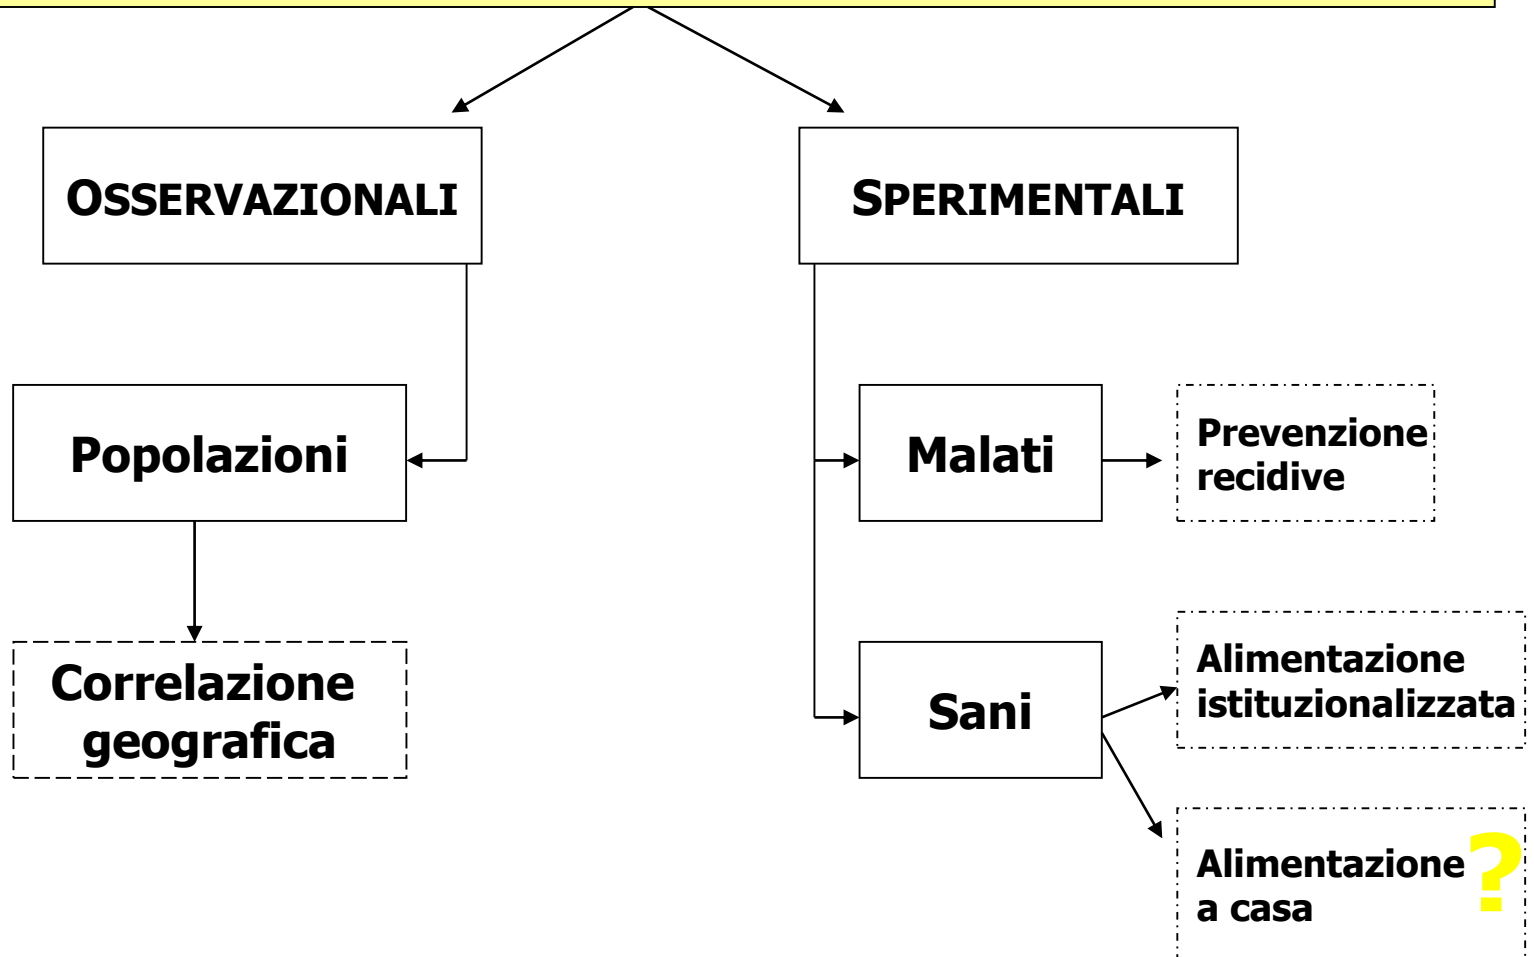 OSSERVAZIONALI
SPERIMENTALI
Popolazioni
Malati
Prevenzione
recidive
Correlazione
geografica
Sani
Alimentazione
istituzionalizzata
Alimentazione
a casa
?